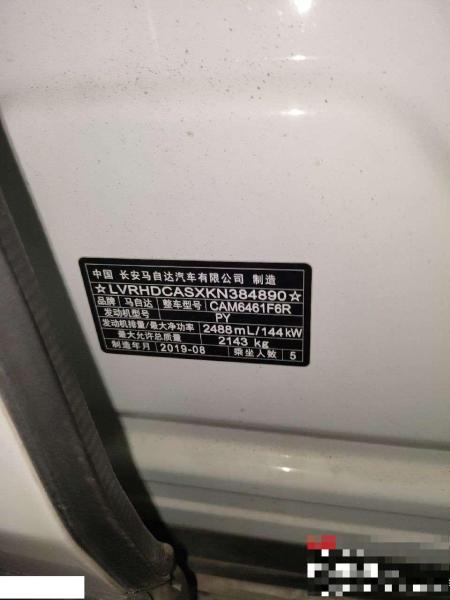 中国 长安马自达汽车有限公司 制造
☆LVRHDCASXKN384890☆
品牌 马自达 整车型号 CAM6461F6R
发动机型号 PY
发动机排量/最大净功率 2488mL/144kW
最大允许总质量 2143 kg
制造年月 2019-08 乘坐人数 5